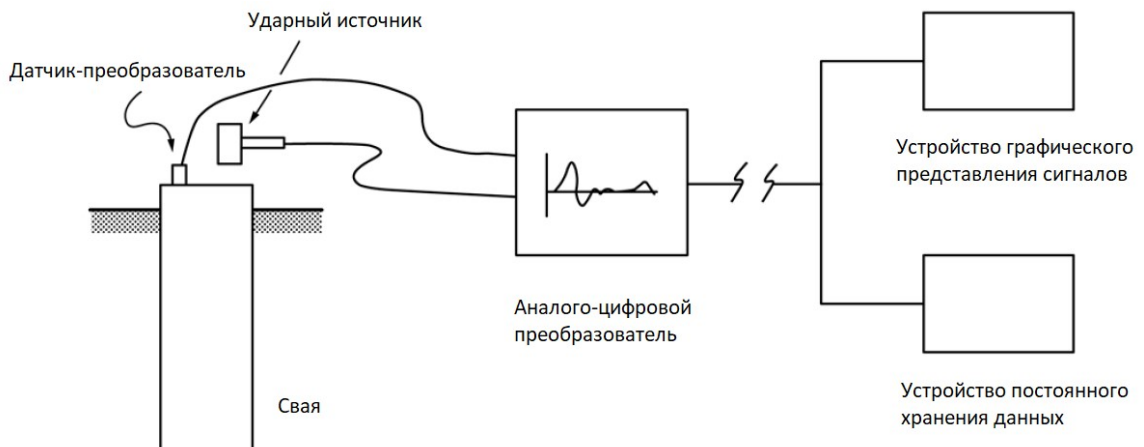 Ударный источник
Датчик-преобразователь
Устройство графического
представления сигналов
Аналого-цифровой
преобразователь
Свая
Устройство постоянного
хранения данных